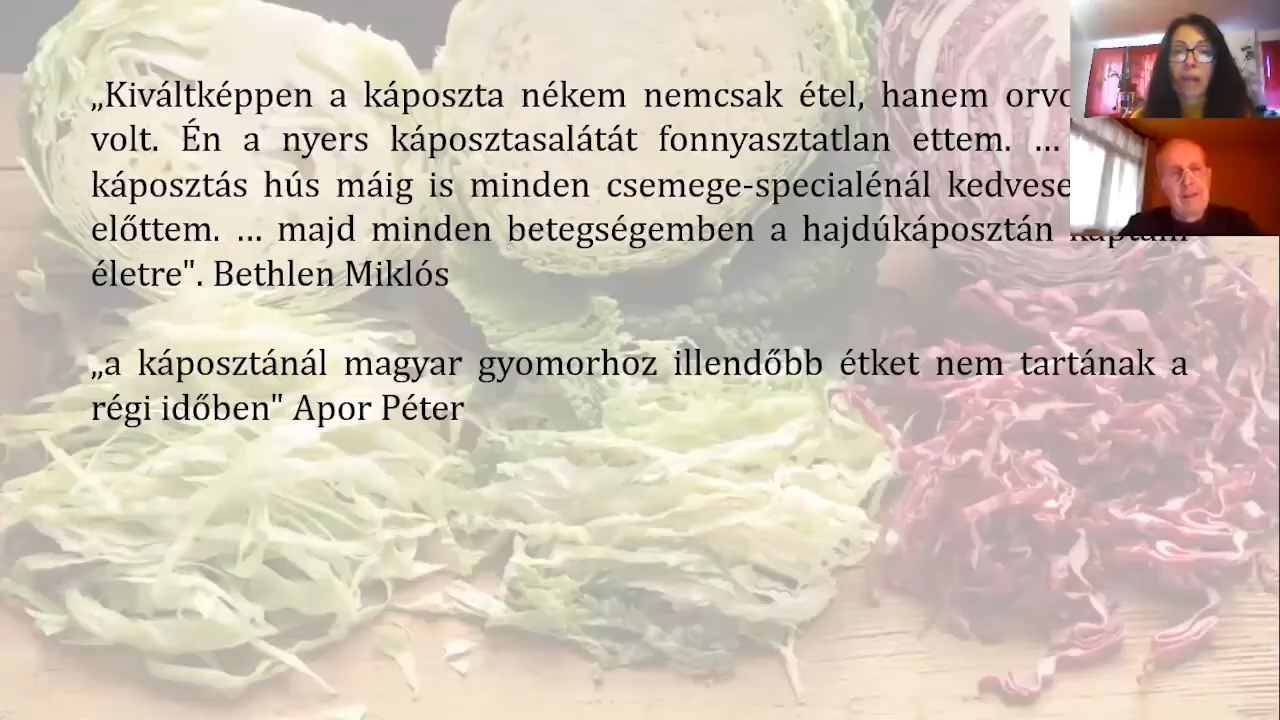 „Kiváltképpen a káposzta nékem nemcsak étel, hanem
volt. Én a nyers káposztasalátát fonnyasztatlan ettem. ...
káposztás hús máig is minden csemege-specialénál
előttem. ... majd minden betegségemben a hajdúkáposztán kaptam
életre". Bethlen Miklós
„a káposztánál magyar gyomorhoz illendőbb étket nem tartának a
régi időben" Apor Péter